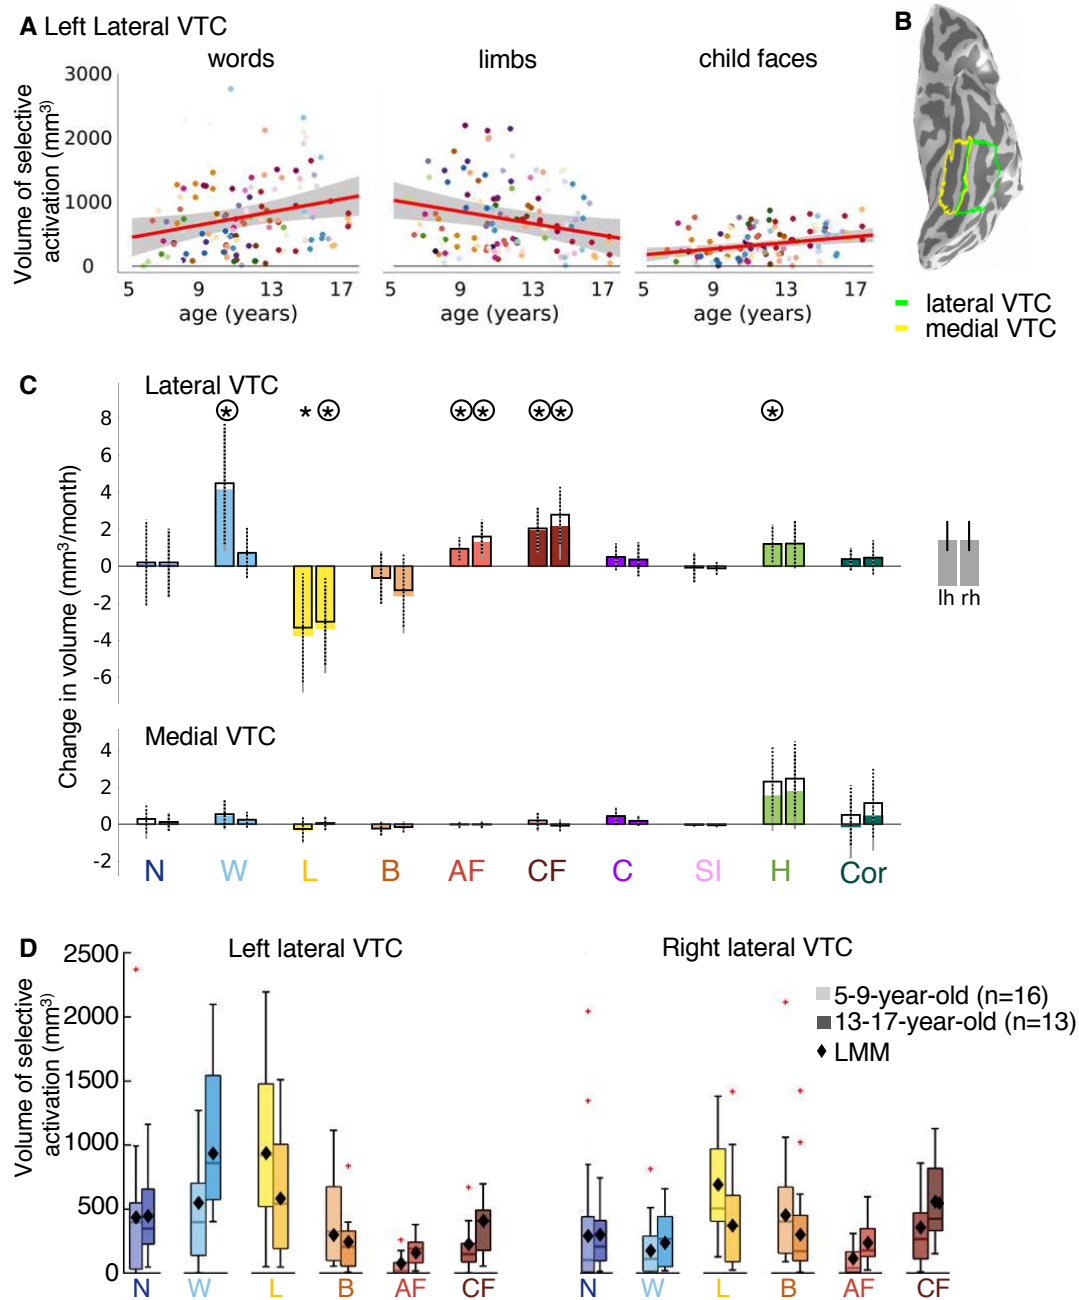 A Left Lateral VTC
words
limbs
child faces
B
Volume of selective
activation (mm³)
3000
2000
1000
0
5 9 13 17
5 9 13 17
5 9 13 17
age (years)
age (years)
age (years)
lateral VTC
medial VTC
C
Lateral VTC
Change in volume (mm³/month)
8
6
4
2
0
-2
-4
-6
* * * * * * * *
lh rh
Medial VTC
4
2
0
-2
N W L B AF CF C SI H Cor
D
Left lateral VTC
Right lateral VTC
Volume of selective
activation (mm³)
2500
2000
1500
1000
500
0
5-9-year-old (n=16)
13-17-year-old (n=13)
LMM
N W L B AF CF
N W L B AF CF